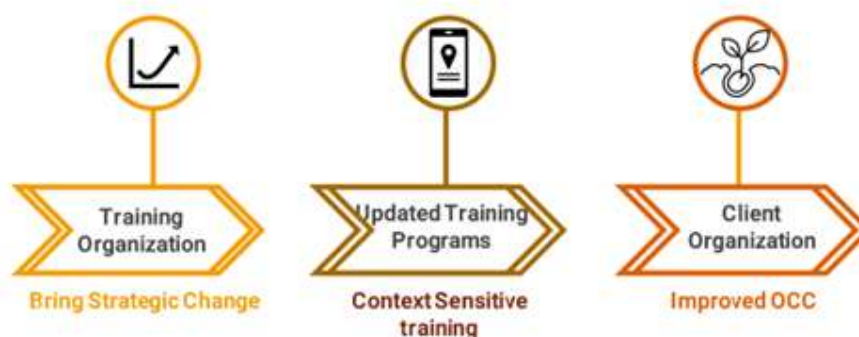 Training
Organization
Bring Strategic Change
Updated Training
Programs
Context Sensitive
training
Client
Organization
Improved OCC